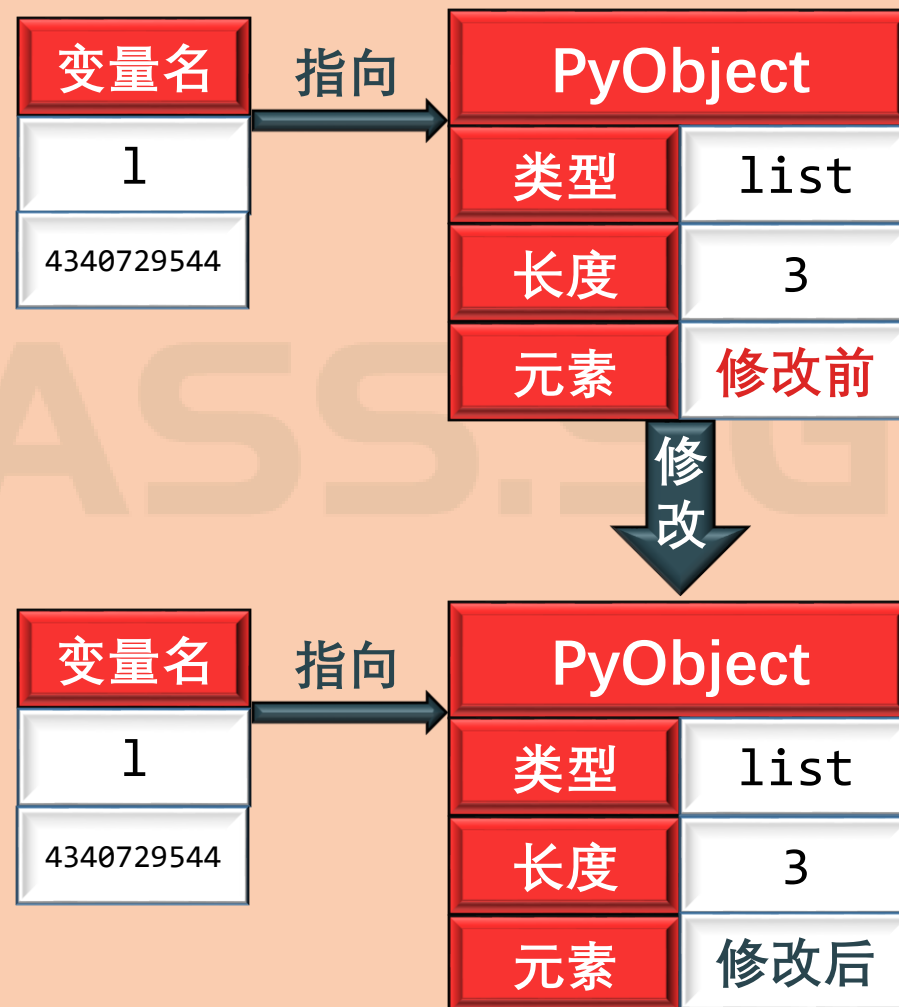 变量名
指向
PyObject
l
类型
list
4340729544
长度
3
元素
修改前
修改
ASS.SG
变量名
指向
PyObject
l
类型
list
4340729544
长度
3
元素
修改后